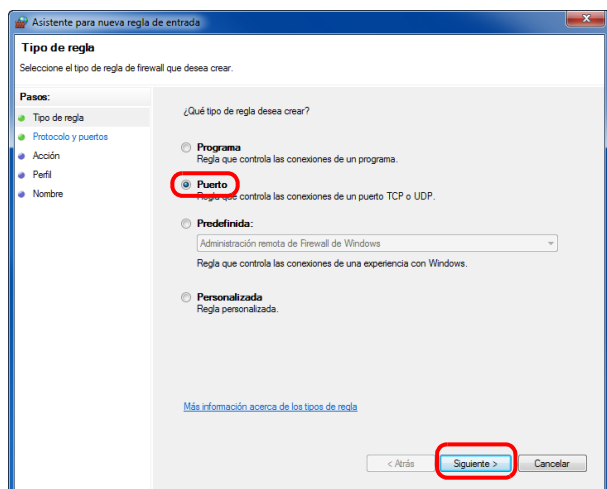 Asistente para nueva regla de entrada
Tipo de regla
Seleccione el tipo de regla de firewall que desea crear.
Pasos:
Tipo de regla
Protocolo y puertos
Acción
Perfil
Nombre
¿Qué tipo de regla desea crear?
Programa
Regla que controla las conexiones de un programa.
Puerto
Regla que controla las conexiones de un puerto TCP o UDP.
Predefinida:
Administración remota de Firewall de Windows
Regla que controla las conexiones de una experiencia con Windows.
Personalizada
Regla personalizada.
Más información acerca de los tipos de regla
< Atrás
Siguiente >
Cancelar